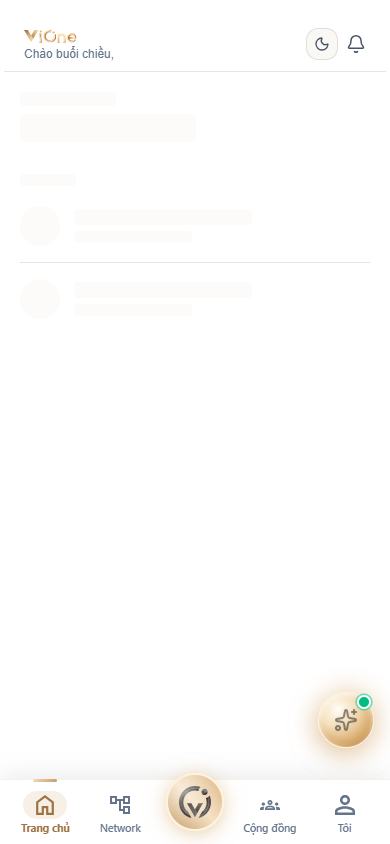 ViOne
Chào buổi chiều,
Trang chủ
Network
Cộng đồng
Tôi